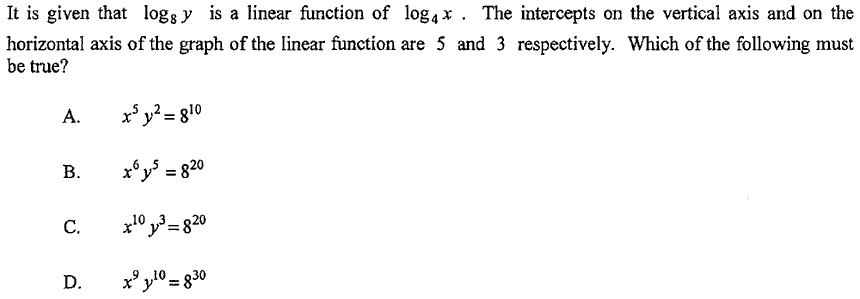 It is given that log₈ y is a linear function of log₄ x . The intercepts on the vertical axis and on the
horizontal axis of the graph of the linear function are 5 and 3 respectively. Which of the following must
be true?
A. x⁵ y² = 8¹⁰
B. x⁶ y⁵ = 8²⁰
C. x¹⁰ y³ = 8²⁰
D. x⁹ y¹⁰ = 8³⁰